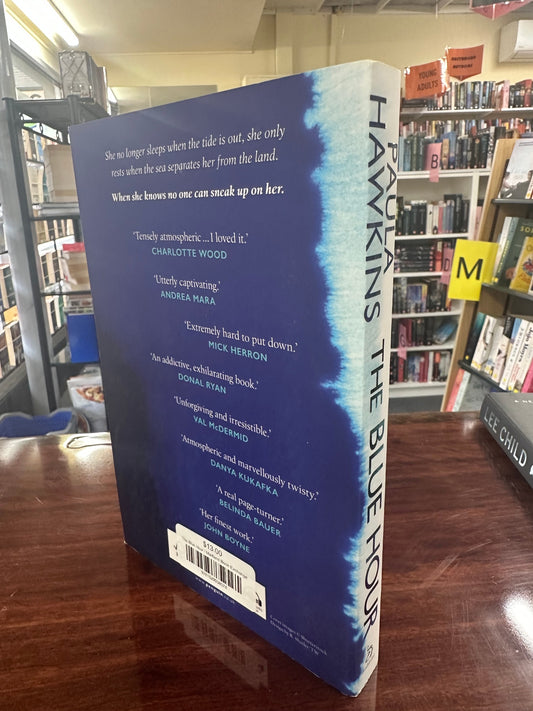 She no longer sleeps when the tide is out, she only
rests when the sea separates her from the land.
When she knows no one can sneak up on her.
‘Tensely atmospheric ... I loved it.’
CHARLOTTE WOOD
‘Utterly captivating.’
ANDREA MARA
‘Extremely hard to put down.’
MICK HERRON
‘An addictive, exhilarating book.’
DONAL RYAN
‘Unforgiving and irresistible.’
VAL McDERMID
‘Atmospheric and marvellously twisty.’
DANYA KUKAFKA
‘A real page-turner.’
BELINDA BAUER
‘Her finest work.’
JOHN BOYNE
$13.00
PAULA
HAWKINS THE BLUE HOUR
YOUNG
ADULTS
B
M
LEE CHILD